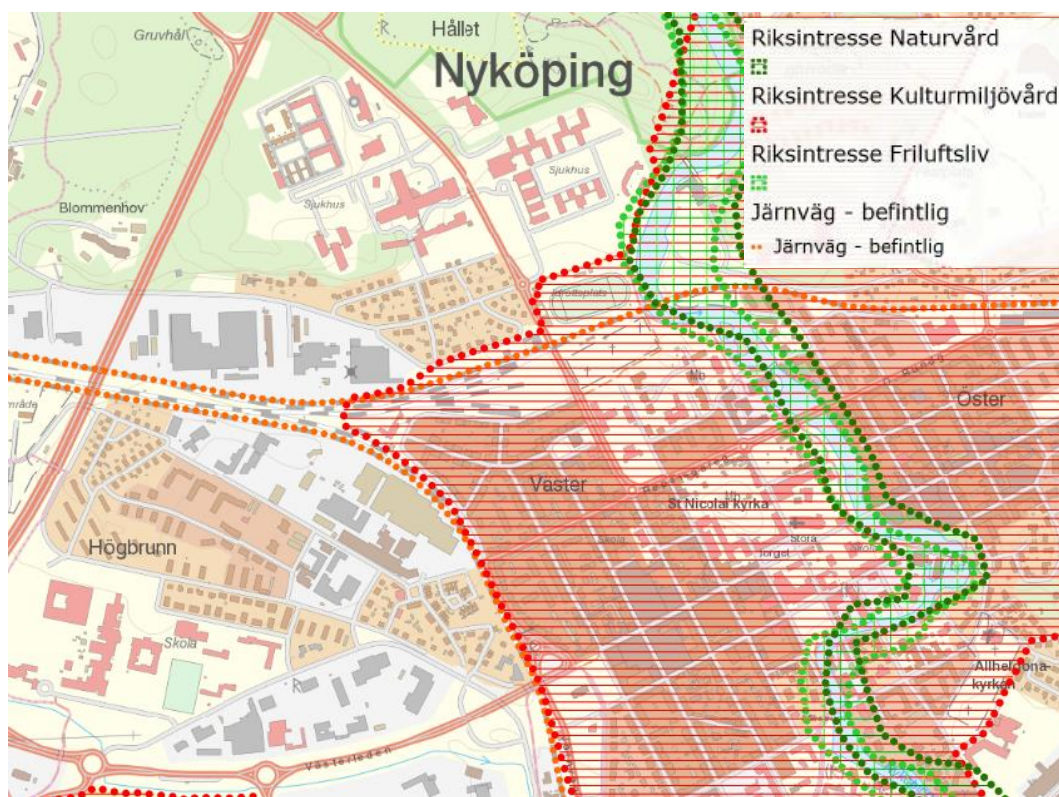 Gruvhål
R
Hållet
Nyköping
Riksintresse Naturvård
Riksintresse Kulturmiljövård
Riksintresse Friluftsliv
Järnväg - befintlig
Järnväg - befintlig
Sjukhus
Sjukhus
Blommenhov
Idrottsplats
Öster
Väster
St Nicolai kyrka
Skola
Stora
torget
Högbrunn
Skola
R
Allhelgona-
kyrkan
Västerleden